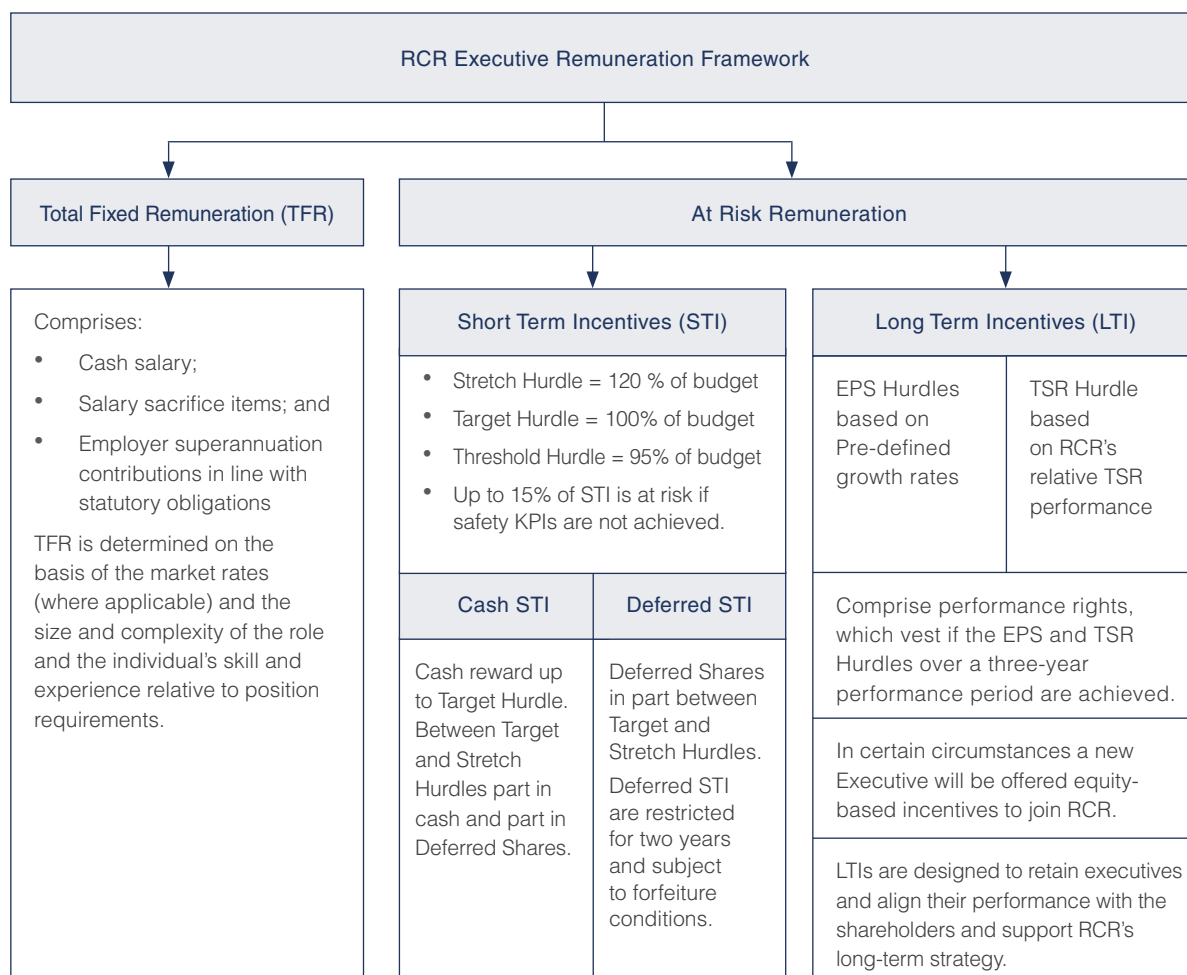 RCR Executive Remuneration Framework
Total Fixed Remuneration (TFR)
At Risk Remuneration
Comprises:
• Cash salary;
• Salary sacrifice items; and
• Employer superannuation
contributions in line with
statutory obligations
TFR is determined on the
basis of the market rates
(where applicable) and the
size and complexity of the role
and the individual's skill and
experience relative to position
requirements.
Short Term Incentives (STI)
• Stretch Hurdle = 120 % of budget
• Target Hurdle = 100% of budget
• Threshold Hurdle = 95% of budget
• Up to 15% of STI is at risk if
safety KPIs are not achieved.
Cash STI
Cash reward up
to Target Hurdle.
Between Target
and Stretch
Hurdles part in
cash and part in
Deferred Shares.
Deferred STI
Deferred Shares
in part between
Target and
Stretch Hurdles.
Deferred STI
are restricted
for two years
and subject
to forfeiture
conditions.
Long Term Incentives (LTI)
EPS Hurdles
based on
Pre-defined
growth rates
TSR Hurdle
based
on RCR's
relative TSR
performance
Comprise performance rights,
which vest if the EPS and TSR
Hurdles over a three-year
performance period are achieved.
In certain circumstances a new
Executive will be offered equity-
based incentives to join RCR.
LTIs are designed to retain executives
and align their performance with the
shareholders and support RCR's
long-term strategy.